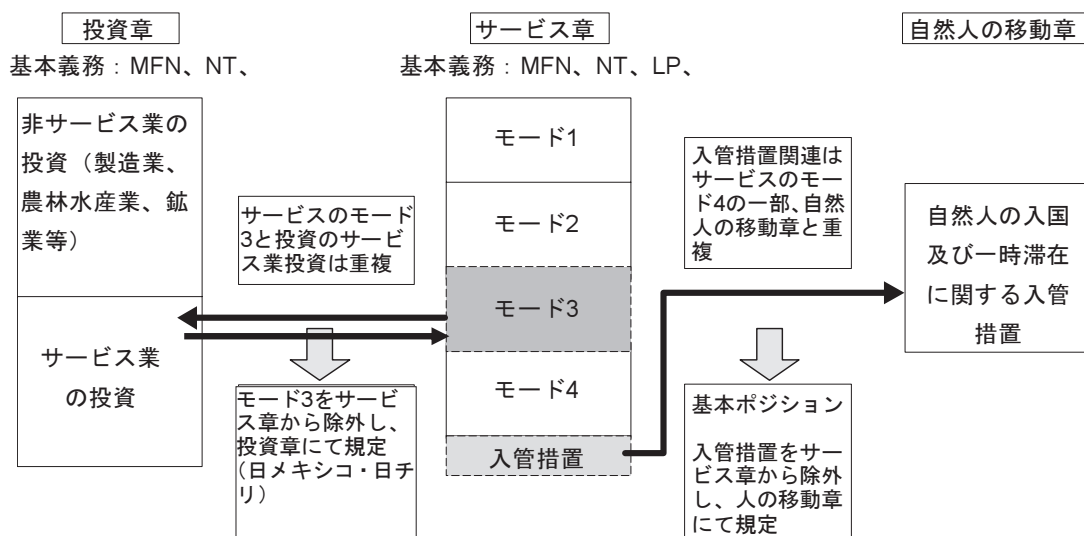 投資章
基本義務：MFN、NT、
非サービス業の
投資（製造業、
農林水産業、鉱
業等）
サービス業
の投資
サービスのモード
3と投資のサービ
ス業投資は重複
モード3をサービ
ス章から除外し、
投資章にて規定
(日メキシコ・日チ
リ）
サービス章
基本義務：MFN、NT、LP、
モード1
モード2
モード3
モード4
入管措置
入管措置関連は
サービスのモー
ド4の一部、自然
人の移動章と重
複
基本ポジション
入管措置をサー
ビス章から除外
し、人の移動章
にて規定
自然人の移動章
自然人の入国
及び一時滞在
に関する入管
措置